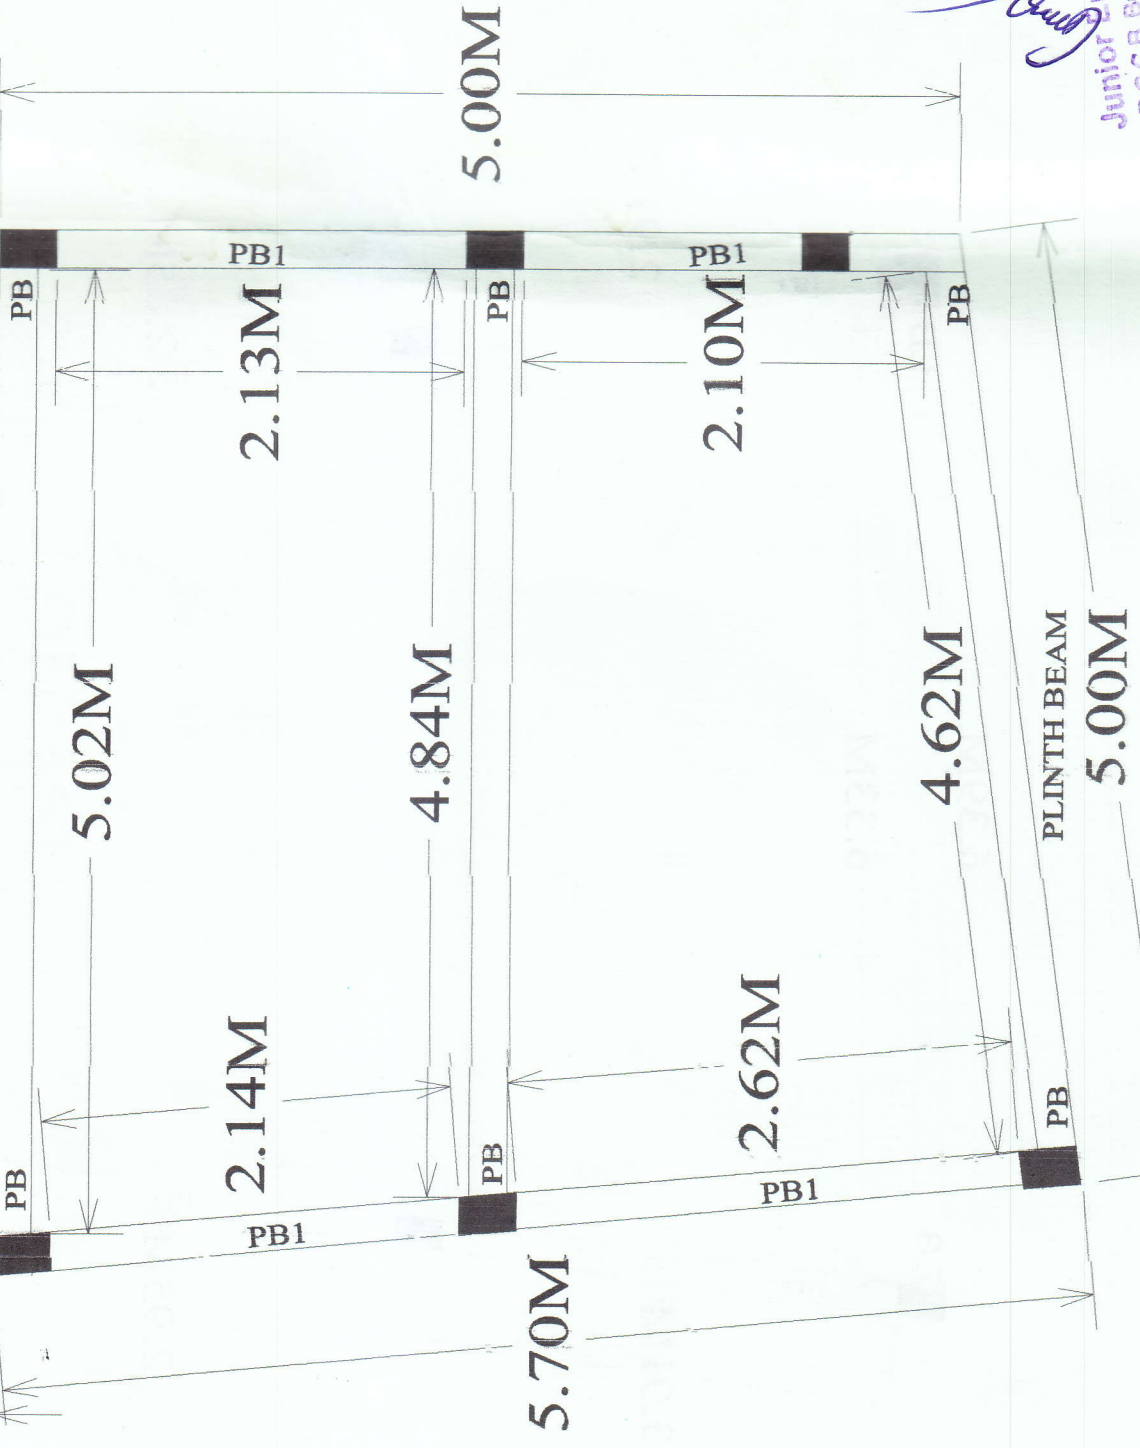 PB
PB
5.02M
PB1
2.14M
2.13M
PB1
4.84M
5.00M
PB
PB
5.70M
PB1
2.62M
2.10M
PB1
4.62M
PB
PB
PLINTH BEAM
5.00M
Junior